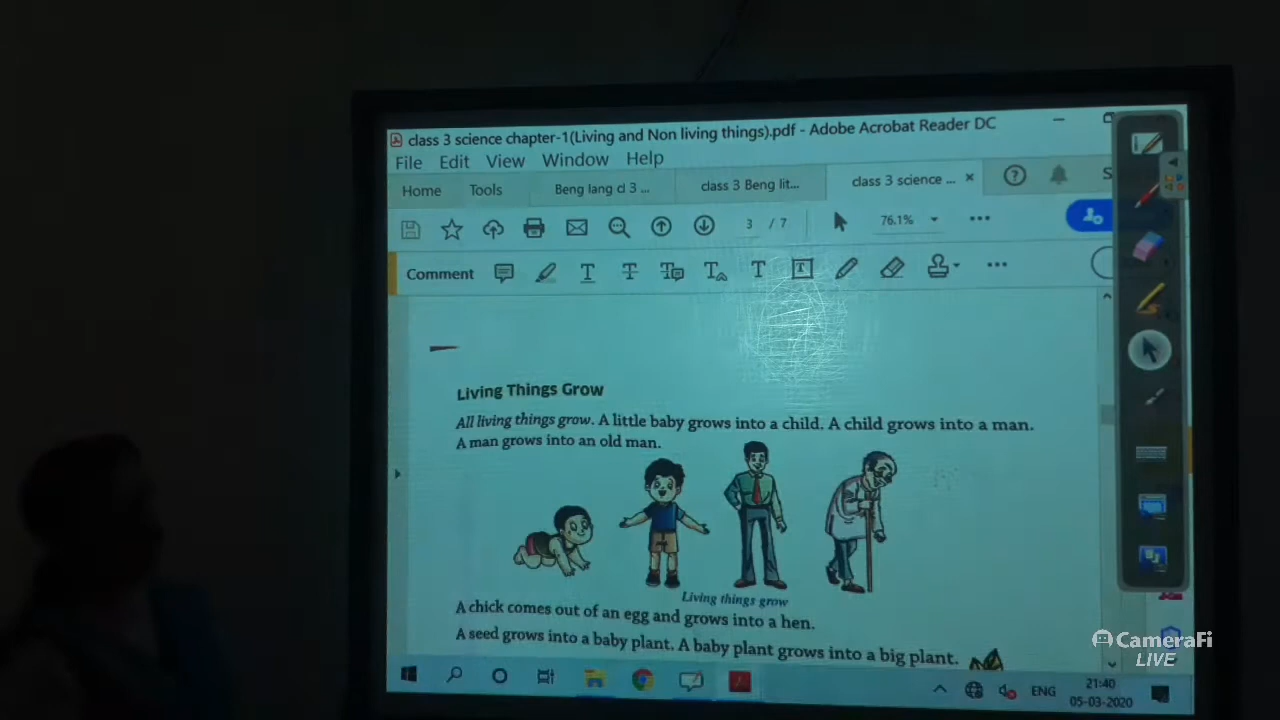 class 3 science chapter-1(Living and Non living things).pdf - Adobe Acrobat Reader DC
File Edit View Window Help
Home Tools Beng lang cl 3 ... class 3 Beng lit... class 3 science ... S
3 / 7 76.1%
Comment
Living Things Grow
All living things grow. A little baby grows into a child. A child grows into a man.
A man grows into an old man.
Living things grow
A chick comes out of an egg and grows into a hen.
A seed grows into a baby plant. A baby plant grows into a big plant.
CameraFi
LIVE
ENG 21:40
05-03-2020